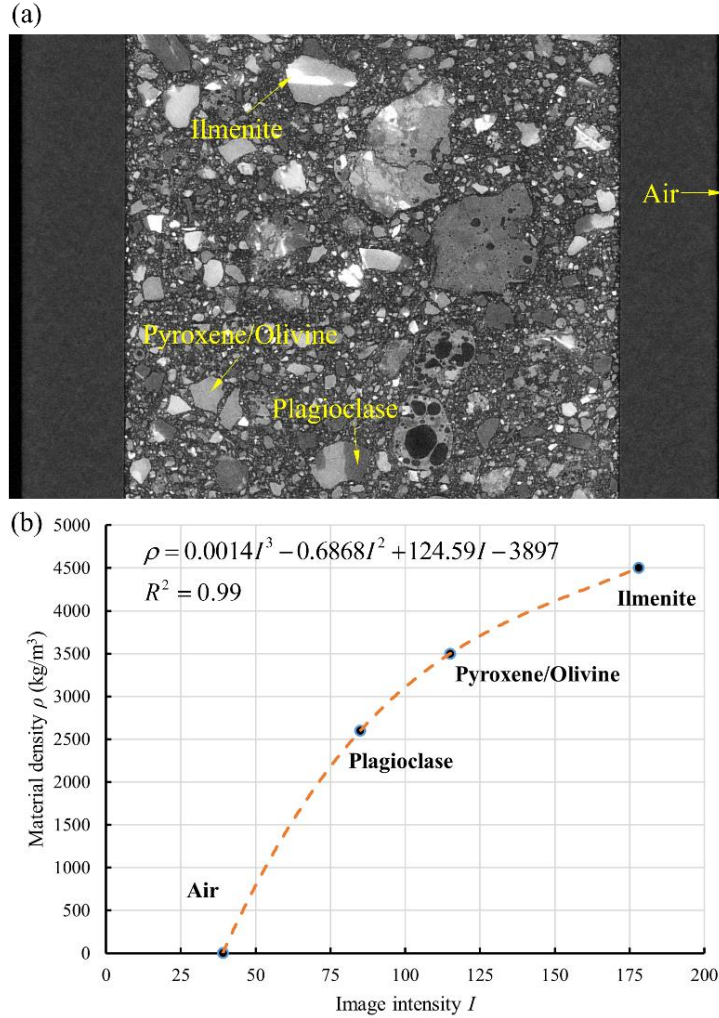 (a)
Ilmenite
Air
Pyroxene/Olivine
Plagioclase
(b)
5000
4500
4000
3500
3000
2500
2000
1500
1000
500
0
Material density ρ (kg/m³)
ρ = 0.0014I³ − 0.6868I² + 124.59I − 3897
R² = 0.99
Ilmenite
Pyroxene/Olivine
Plagioclase
Air
0 25 50 75 100 125 150 175 200
Image intensity I